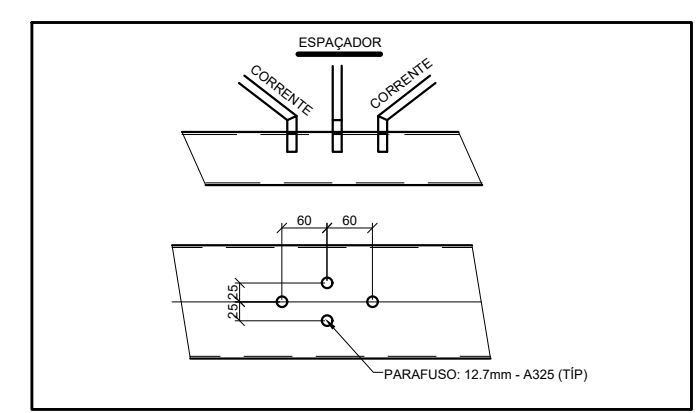 ESPAÇADOR
CORRENTE
CORRENTE
60 60
25
25
PARAFUSO: 12.7mm - A325 (TÍP)